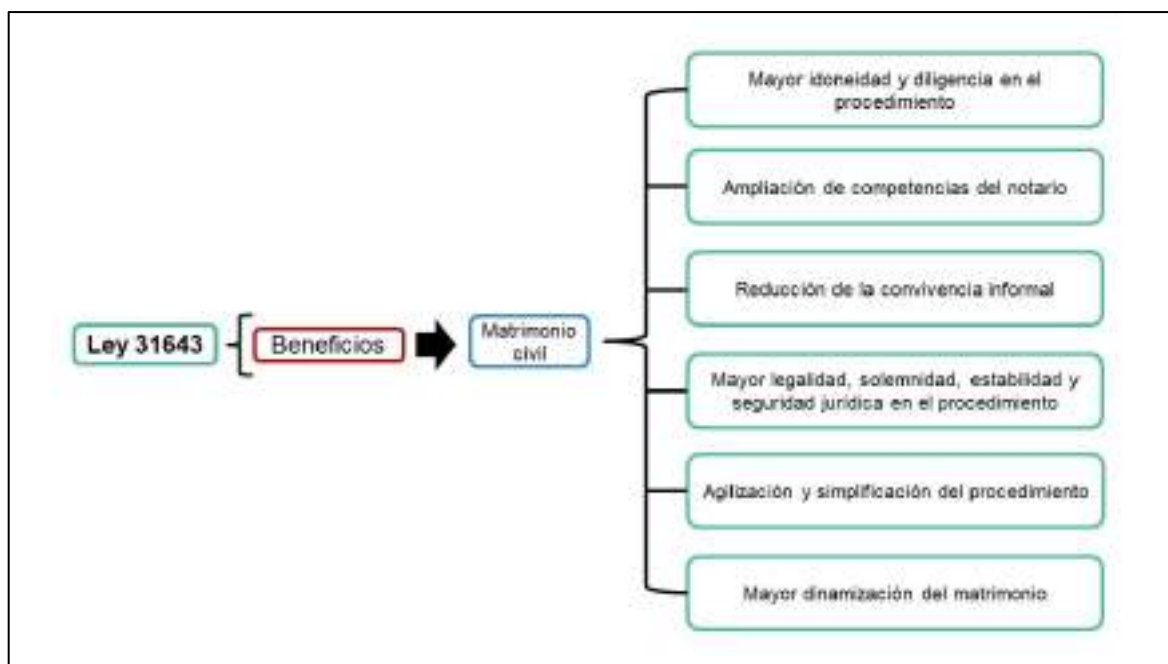 Ley 31643
Beneficios
Matrimonio
civil
Mayor idoneidad y diligencia en el
procedimiento
Ampliación de competencias del notario
Reducción de la convivencia informal
Mayor legalidad, solemnidad, estabilidad y
seguridad jurídica en el procedimiento
Agilización y simplificación del procedimiento
Mayor dinamización del matrimonio